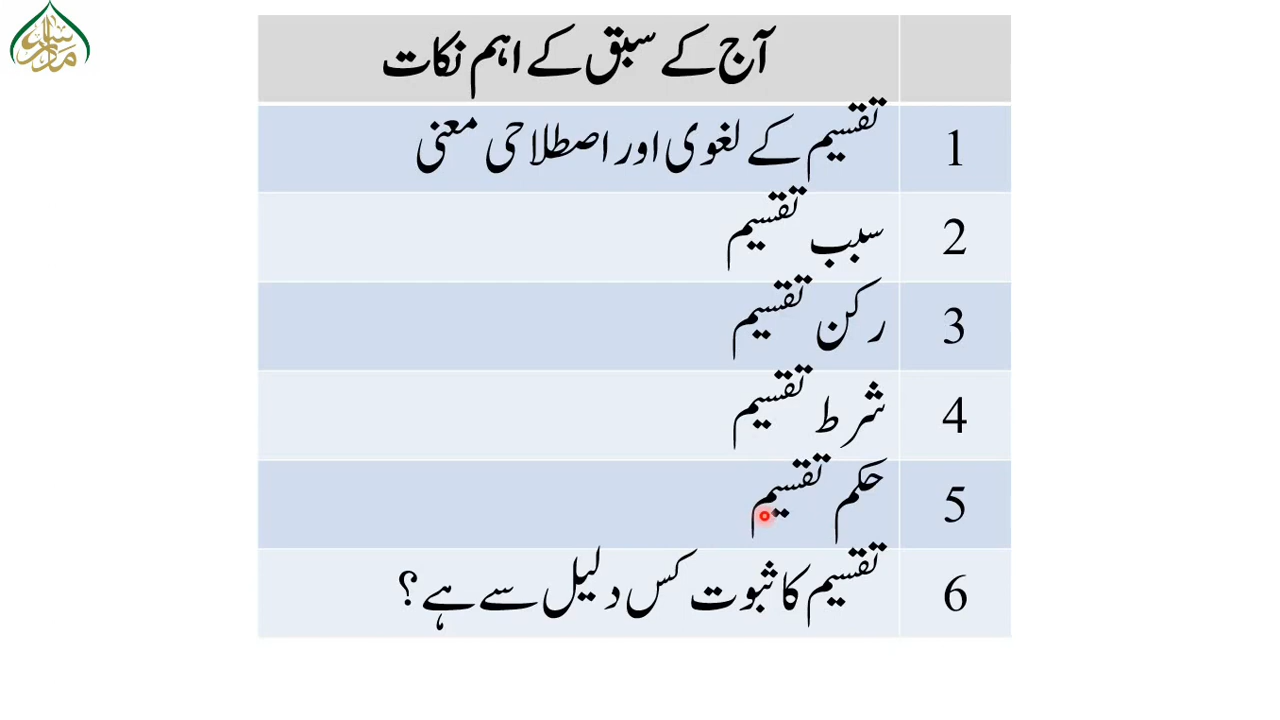 آج کے سبق کے اہم نکات
1 تقسیم کے لغوی اور اصطلاحی معنی
2 سبب تقسیم
3 رکن تقسیم
4 شرط تقسیم
5 حکم تقسیم
6 تقسیم کا ثبوت کس دلیل سے ہے؟